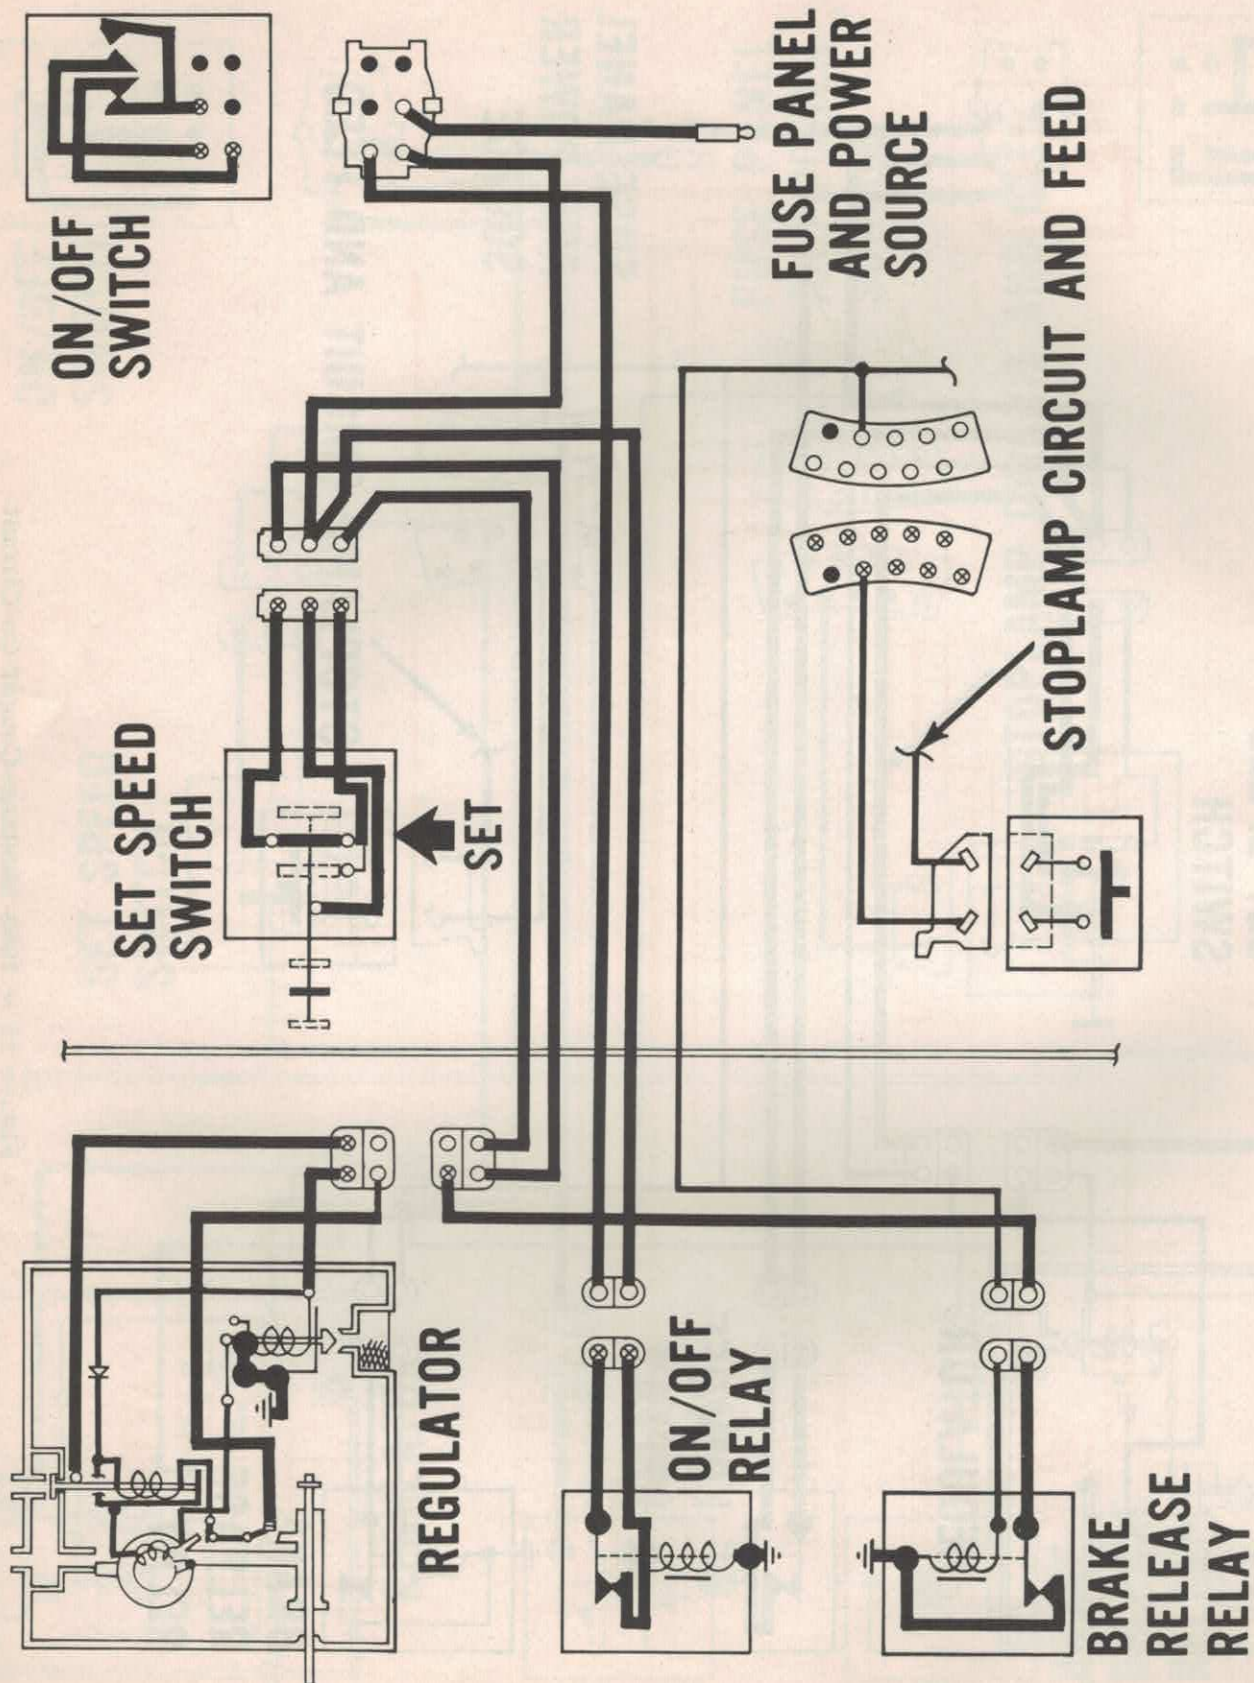 ON/OFF
SWITCH
SET SPEED
SWITCH
SET
REGULATOR
FUSE PANEL
AND POWER
SOURCE
ON/OFF
RELAY
STOPLAMP CIRCUIT AND FEED
BRAKE
RELEASE
RELAY